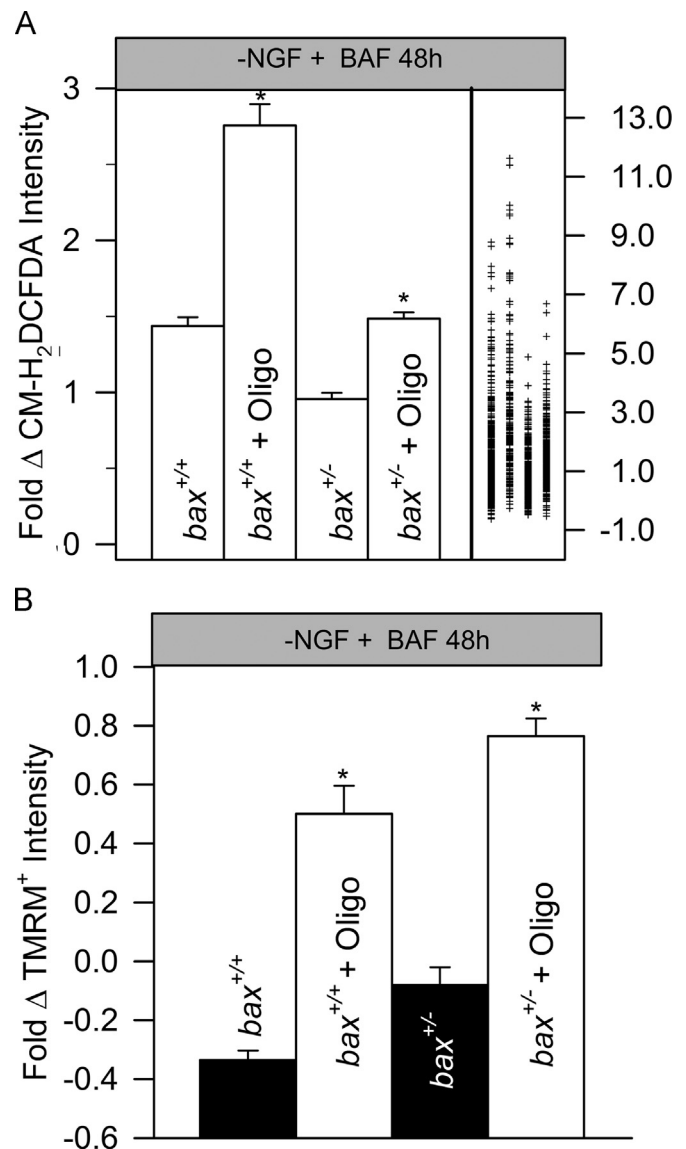 A
-NGF + BAF 48h
Fold Δ CM-H₂DCFDA Intensity
3
2
1
0
*
*
bax+/+
bax+/+ + Oligo
bax+/-
bax+/- + Oligo
13.0
11.0
9.0
7.0
5.0
3.0
1.0
-1.0
B
-NGF + BAF 48h
Fold Δ TMRM+ Intensity
1.0
0.8
0.6
0.4
0.2
0.0
-0.2
-0.4
-0.6
*
*
bax+/+
bax+/+ + Oligo
bax+/-
bax+/- + Oligo